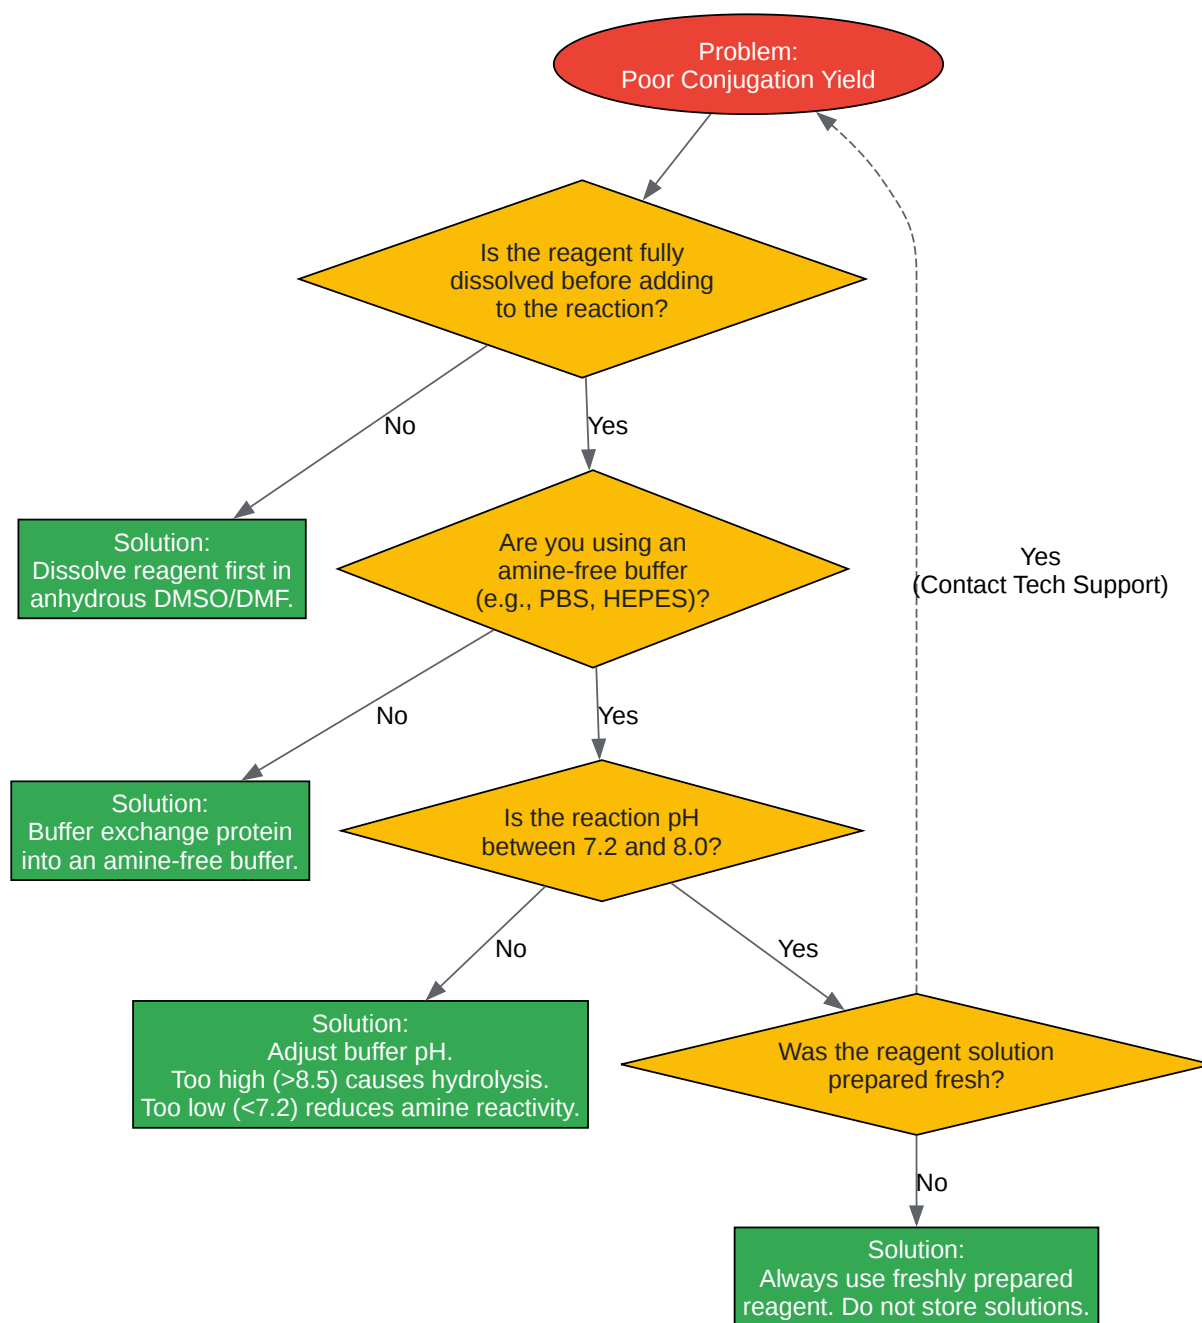 Problem:
Poor Conjugation Yield
Is the reagent fully
dissolved before adding
to the reaction?
No
Yes
Solution:
Dissolve reagent first in
anhydrous DMSO/DMF.
Are you using an
amine-free buffer
(e.g., PBS, HEPES)?
Yes
(Contact Tech Support)
No
Yes
Solution:
Buffer exchange protein
into an amine-free buffer.
Is the reaction pH
between 7.2 and 8.0?
No
Yes
Solution:
Adjust buffer pH.
Too high (>8.5) causes hydrolysis.
Too low (<7.2) reduces amine reactivity.
Was the reagent solution
prepared fresh?
No
Solution:
Always use freshly prepared
reagent. Do not store solutions.